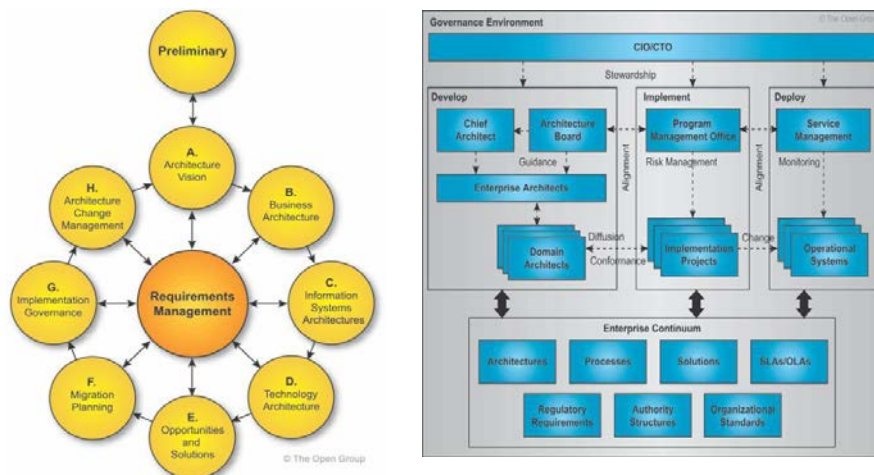 Preliminary
A.
Architecture
Vision
B.
Business
Architecture
C.
Information
Systems
Architectures
D.
Technology
Architecture
E.
Opportunities
and
Solutions
F.
Migration
Planning
G.
Implementation
Governance
H.
Architecture
Change
Management
Requirements
Management
© The Open Group
Governance Environment
© The Open Grou
CIO/CTO
Stewardship
Develop
Implement
Deploy
Chief
Architect
Architecture
Board
Program
Management Office
Service
Management
Guidance
Alignment
Risk Management
Alignment
Monitoring
Enterprise Architects
Diffusion
Conformance
Change
Domain
Architects
Implementation
Projects
Operational
Systems
Enterprise Continuum
Architectures
Processes
Solutions
SLAs/OLAs
Regulatory
Requirements
Authority
Structures
Organizational
Standards